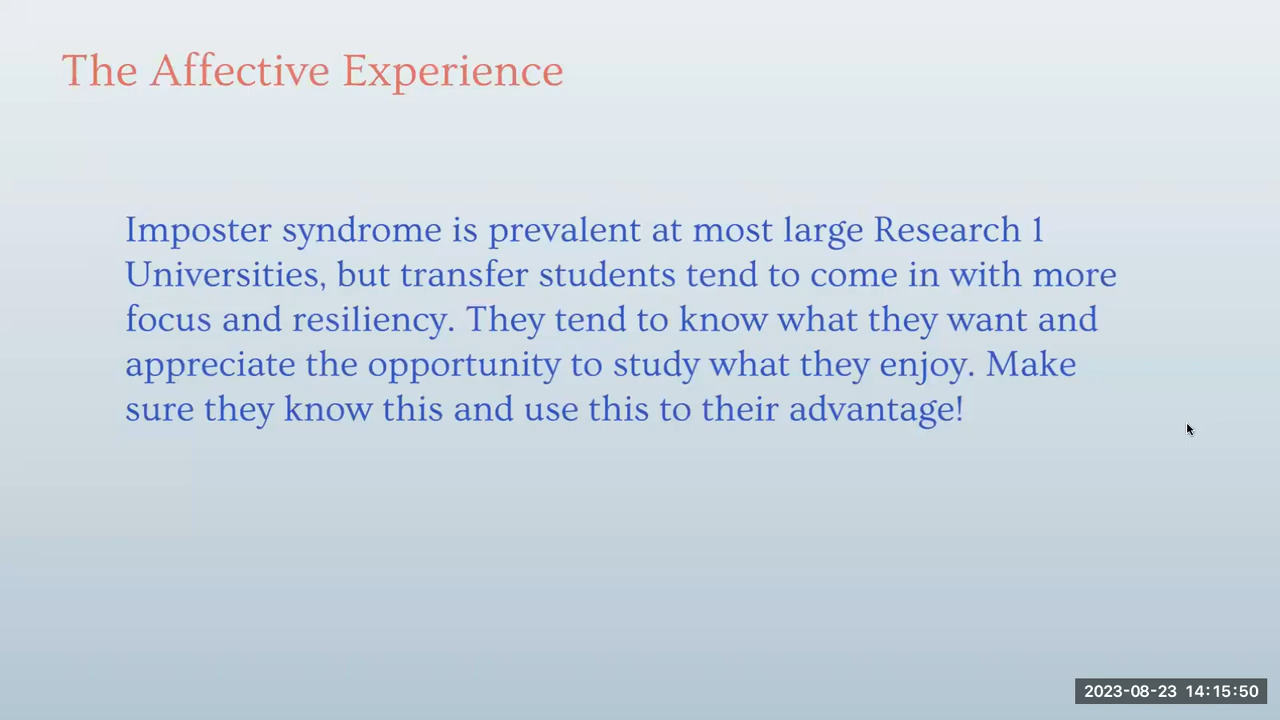 The Affective Experience
Imposter syndrome is prevalent at most large Research 1
Universities, but transfer students tend to come in with more
focus and resiliency. They tend to know what they want and
appreciate the opportunity to study what they enjoy. Make
sure they know this and use this to their advantage!
2023-08-23 14:15:50